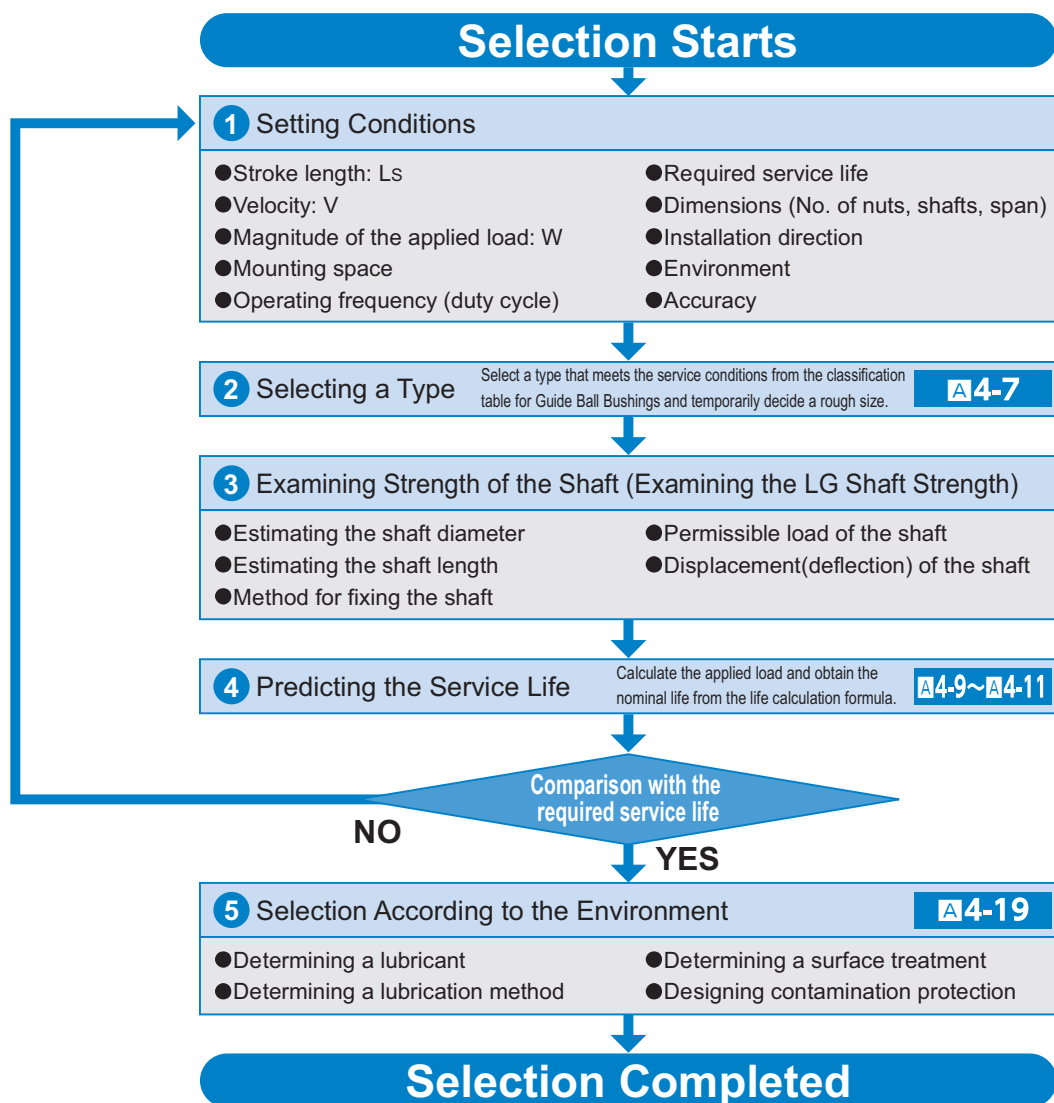 Selection Starts
1 Setting Conditions
●Stroke length: Ls
●Velocity: V
●Magnitude of the applied load: W
●Mounting space
●Operating frequency (duty cycle)
●Required service life
●Dimensions (No. of nuts, shafts, span)
●Installation direction
●Environment
●Accuracy
2 Selecting a Type
Select a type that meets the service conditions from the classification
table for Guide Ball Bushings and temporarily decide a rough size.
A4-7
3 Examining Strength of the Shaft (Examining the LG Shaft Strength)
●Estimating the shaft diameter
●Estimating the shaft length
●Method for fixing the shaft
●Permissible load of the shaft
●Displacement(deflection) of the shaft
4 Predicting the Service Life
Calculate the applied load and obtain the
nominal life from the life calculation formula.
A4-9~A4-11
Comparison with the
required service life
NO
YES
5 Selection According to the Environment
A4-19
●Determining a lubricant
●Determining a lubrication method
●Determining a surface treatment
●Designing contamination protection
Selection Completed